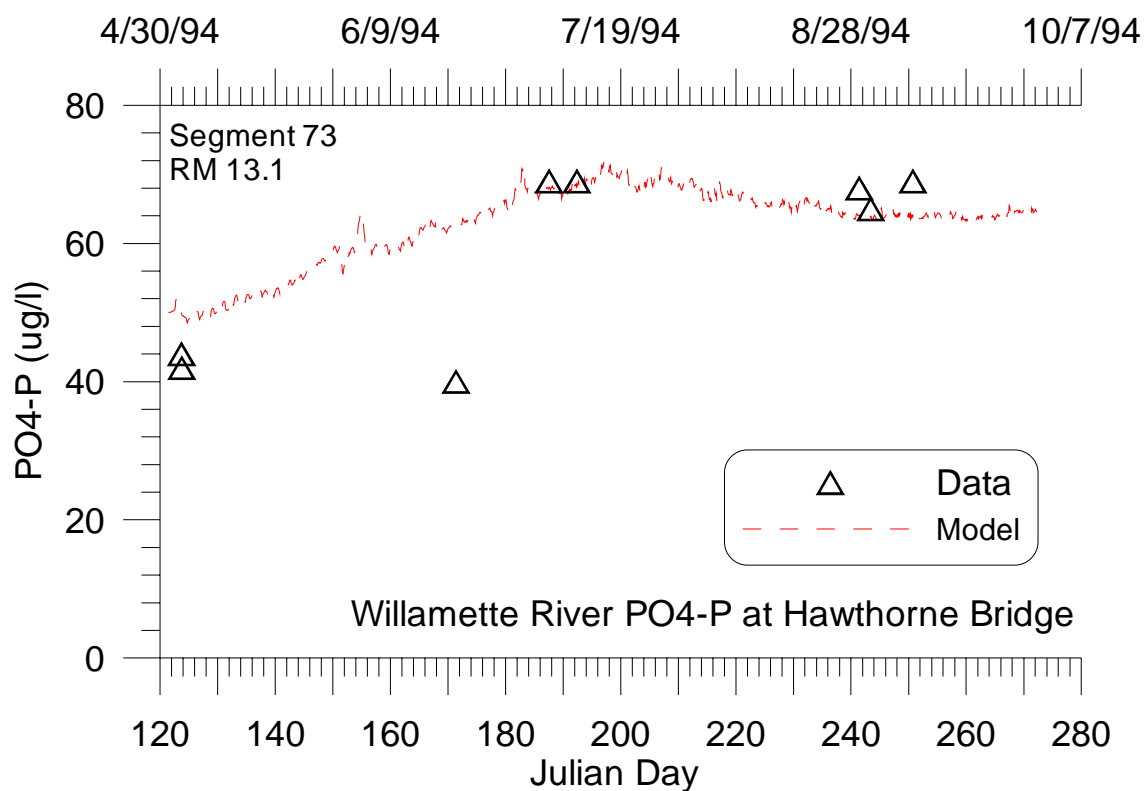 4/30/94 6/9/94 7/19/94 8/28/94 10/7/94
80
Segment 73
RM 13.1
60
PO4-P (ug/l)
40
20
Data
Model
Willamette River PO4-P at Hawthorne Bridge
0
120 140 160 180 200 220 240 260 280
Julian Day